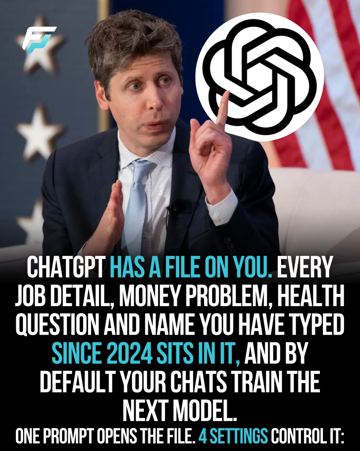 CHATGPT HAS A FILE ON YOU. EVERY
JOB DETAIL, MONEY PROBLEM, HEALTH
QUESTION AND NAME YOU HAVE TYPED
SINCE 2024 SITS IN IT, AND BY
DEFAULT YOUR CHATS TRAIN THE
NEXT MODEL.
ONE PROMPT OPENS THE FILE. 4 SETTINGS CONTROL IT: